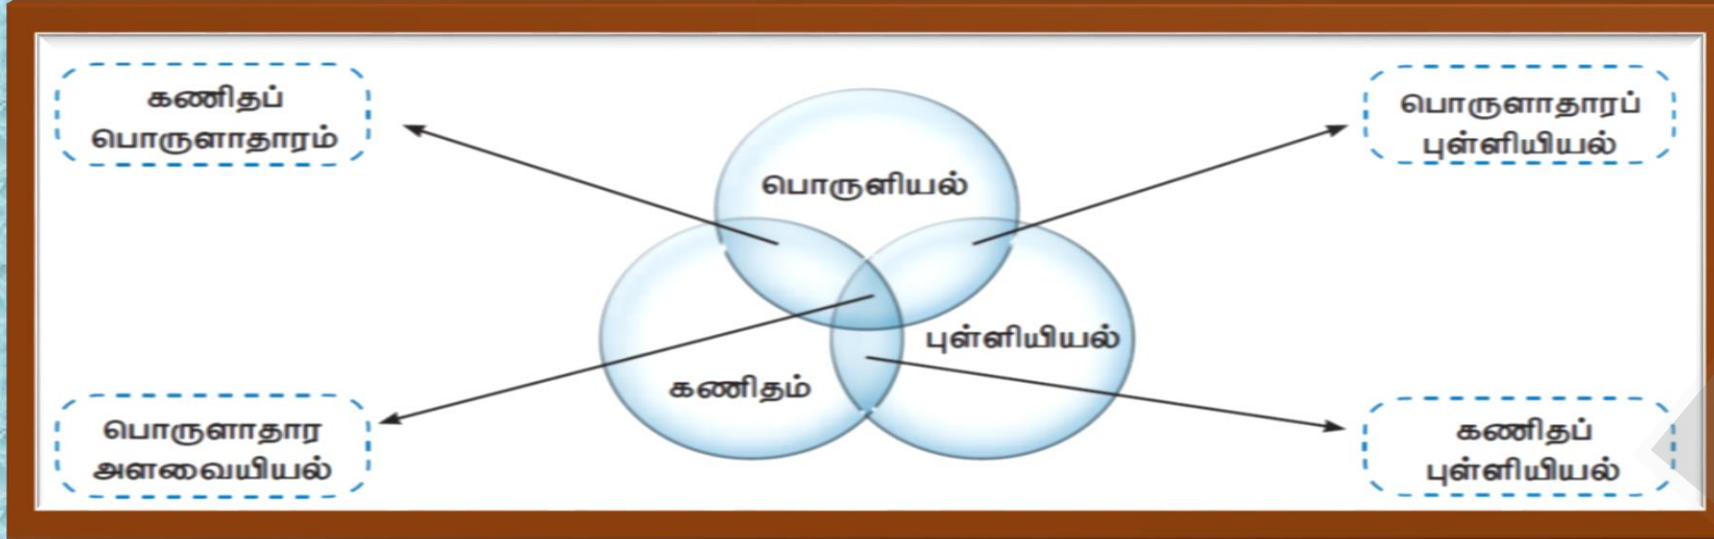 கணிதப்
பொருளாதாரம்
பொருளாதாரப்
புள்ளியியல்
பொருளியல்
புள்ளியியல்
கணிதம்
பொருளாதார
அளவையியல்
கணிதப்
புள்ளியியல்